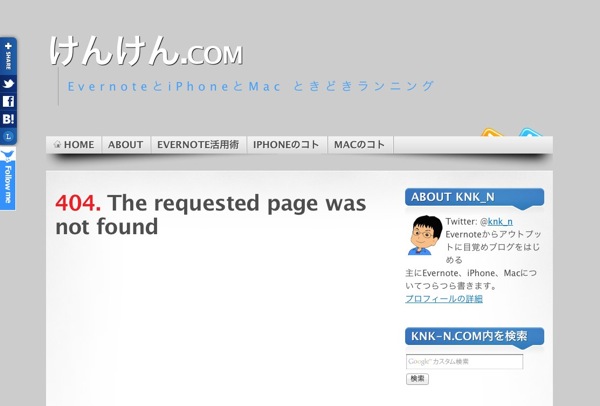 けんけん.COM
EvernoteとiPhoneとMac ときどきランニング
SHARE
B!
Follow me
HOME ABOUT EVERNOTE活用術 IPHONEのコト MACのコト
404. The requested page was
not found
ABOUT KNK_N
Twitter: @knk_n
Evernoteからアウトプッ
トに目覚めブログをはじ
める
主にEvernote、iPhone、Macにつ
いてつらつら書きます。
プロフィールの詳細
KNK-N.COM内を検索
Google カスタム検索
検索